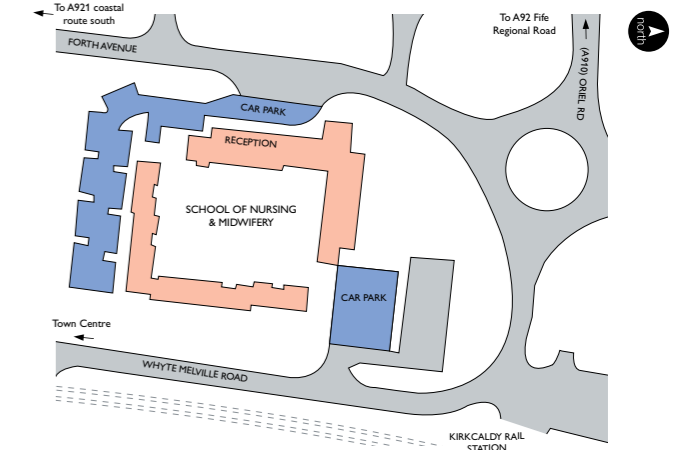 To A921 coastal
route south
To A92 Fife
Regional Road
north
FORTH AVENUE
(A910) ORIEL RD
CAR PARK
RECEPTION
SCHOOL OF NURSING
& MIDWIFERY
CAR PARK
Town Centre
WHYTE MELVILLE ROAD
KIRKCALDY RAIL
STATION